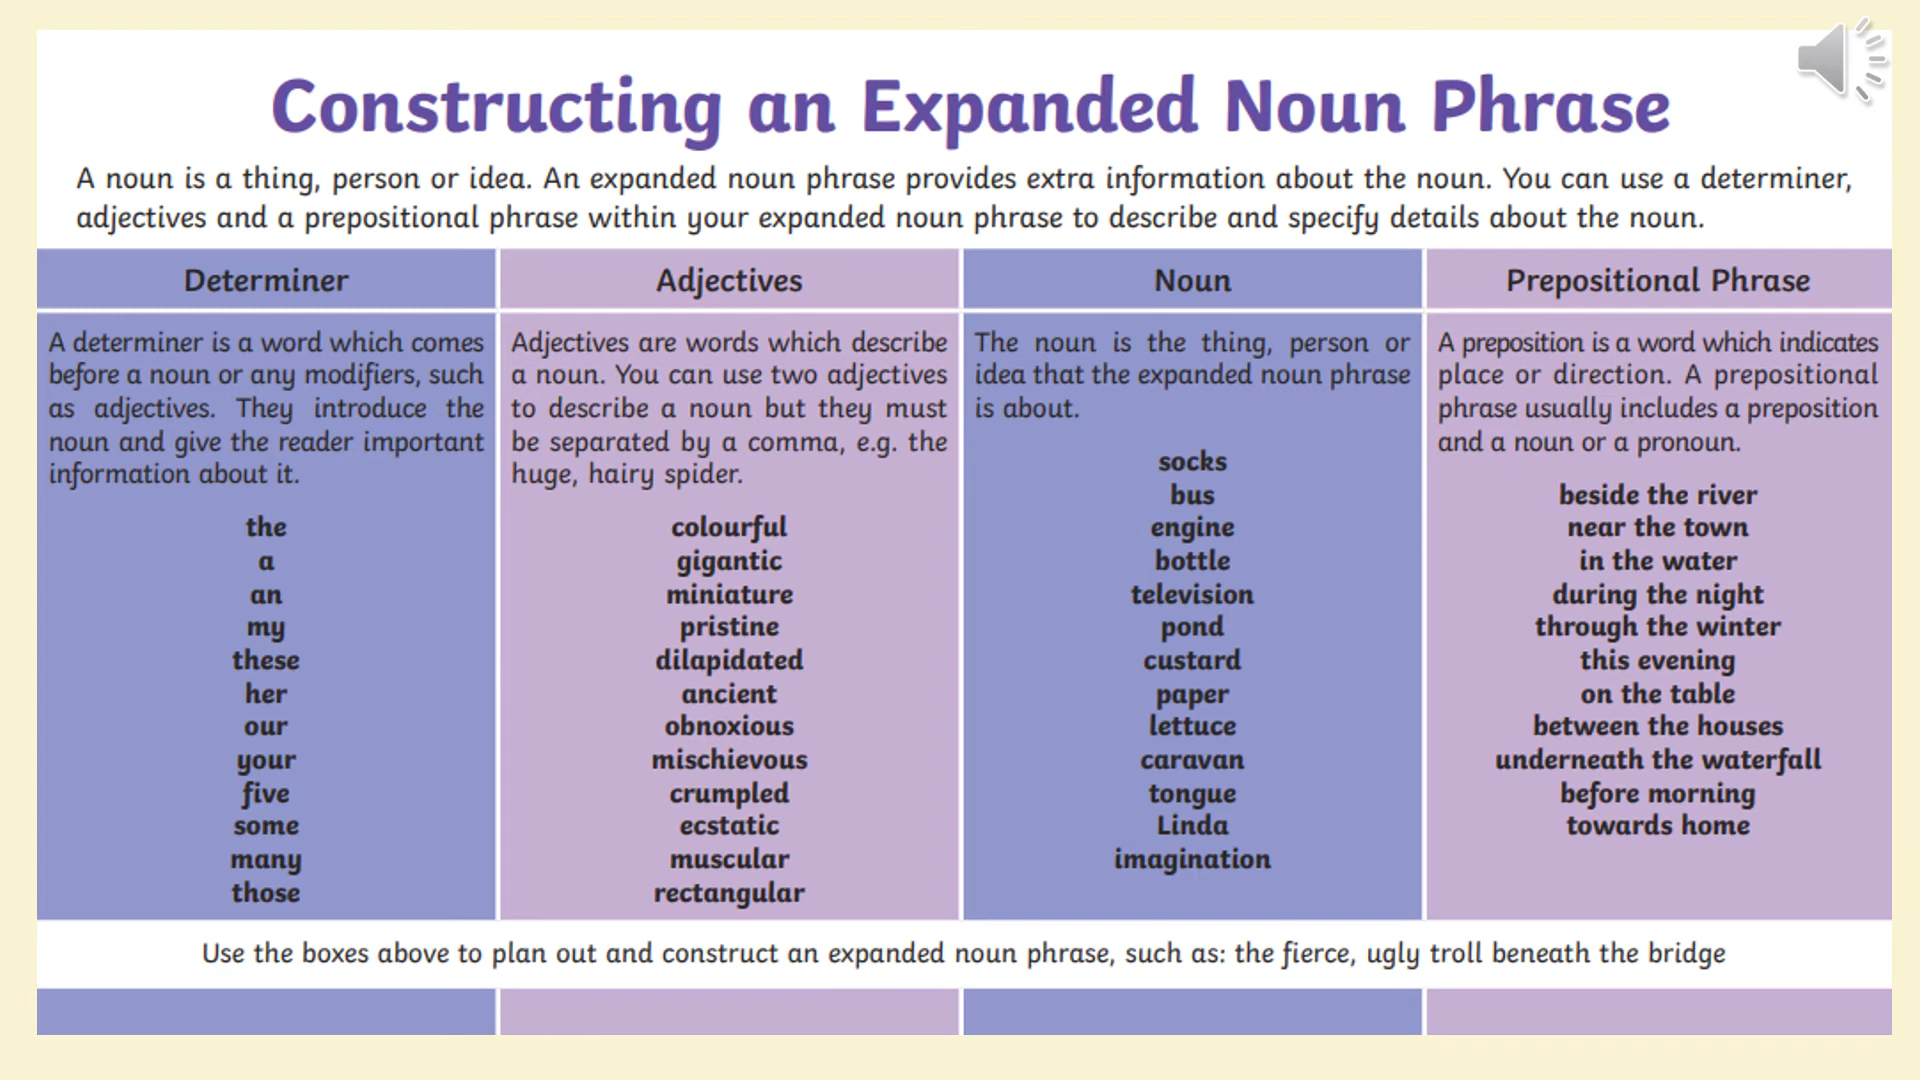 Constructing an Expanded Noun Phrase
A noun is a thing, person or idea. An expanded noun phrase provides extra information about the noun. You can use a determiner,
adjectives and a prepositional phrase within your expanded noun phrase to describe and specify details about the noun.
Determiner
A determiner is a word which comes
before a noun or any modifiers, such
as adjectives. They introduce the
noun and give the reader important
information about it.
the
a
an
my
these
her
our
your
five
some
many
those
Adjectives
Adjectives are words which describe
a noun. You can use two adjectives
to describe a noun but they must
be separated by a comma, e.g. the
huge, hairy spider.
colourful
gigantic
miniature
pristine
dilapidated
ancient
obnoxious
mischievous
crumpled
ecstatic
muscular
rectangular
Noun
The noun is the thing, person or
idea that the expanded noun phrase
is about.
socks
bus
engine
bottle
television
pond
custard
paper
lettuce
caravan
tongue
Linda
imagination
Prepositional Phrase
A preposition is a word which indicates
place or direction. A prepositional
phrase usually includes a preposition
and a noun or a pronoun.
beside the river
near the town
in the water
during the night
through the winter
this evening
on the table
between the houses
underneath the waterfall
before morning
towards home
Use the boxes above to plan out and construct an expanded noun phrase, such as: the fierce, ugly troll beneath the bridge